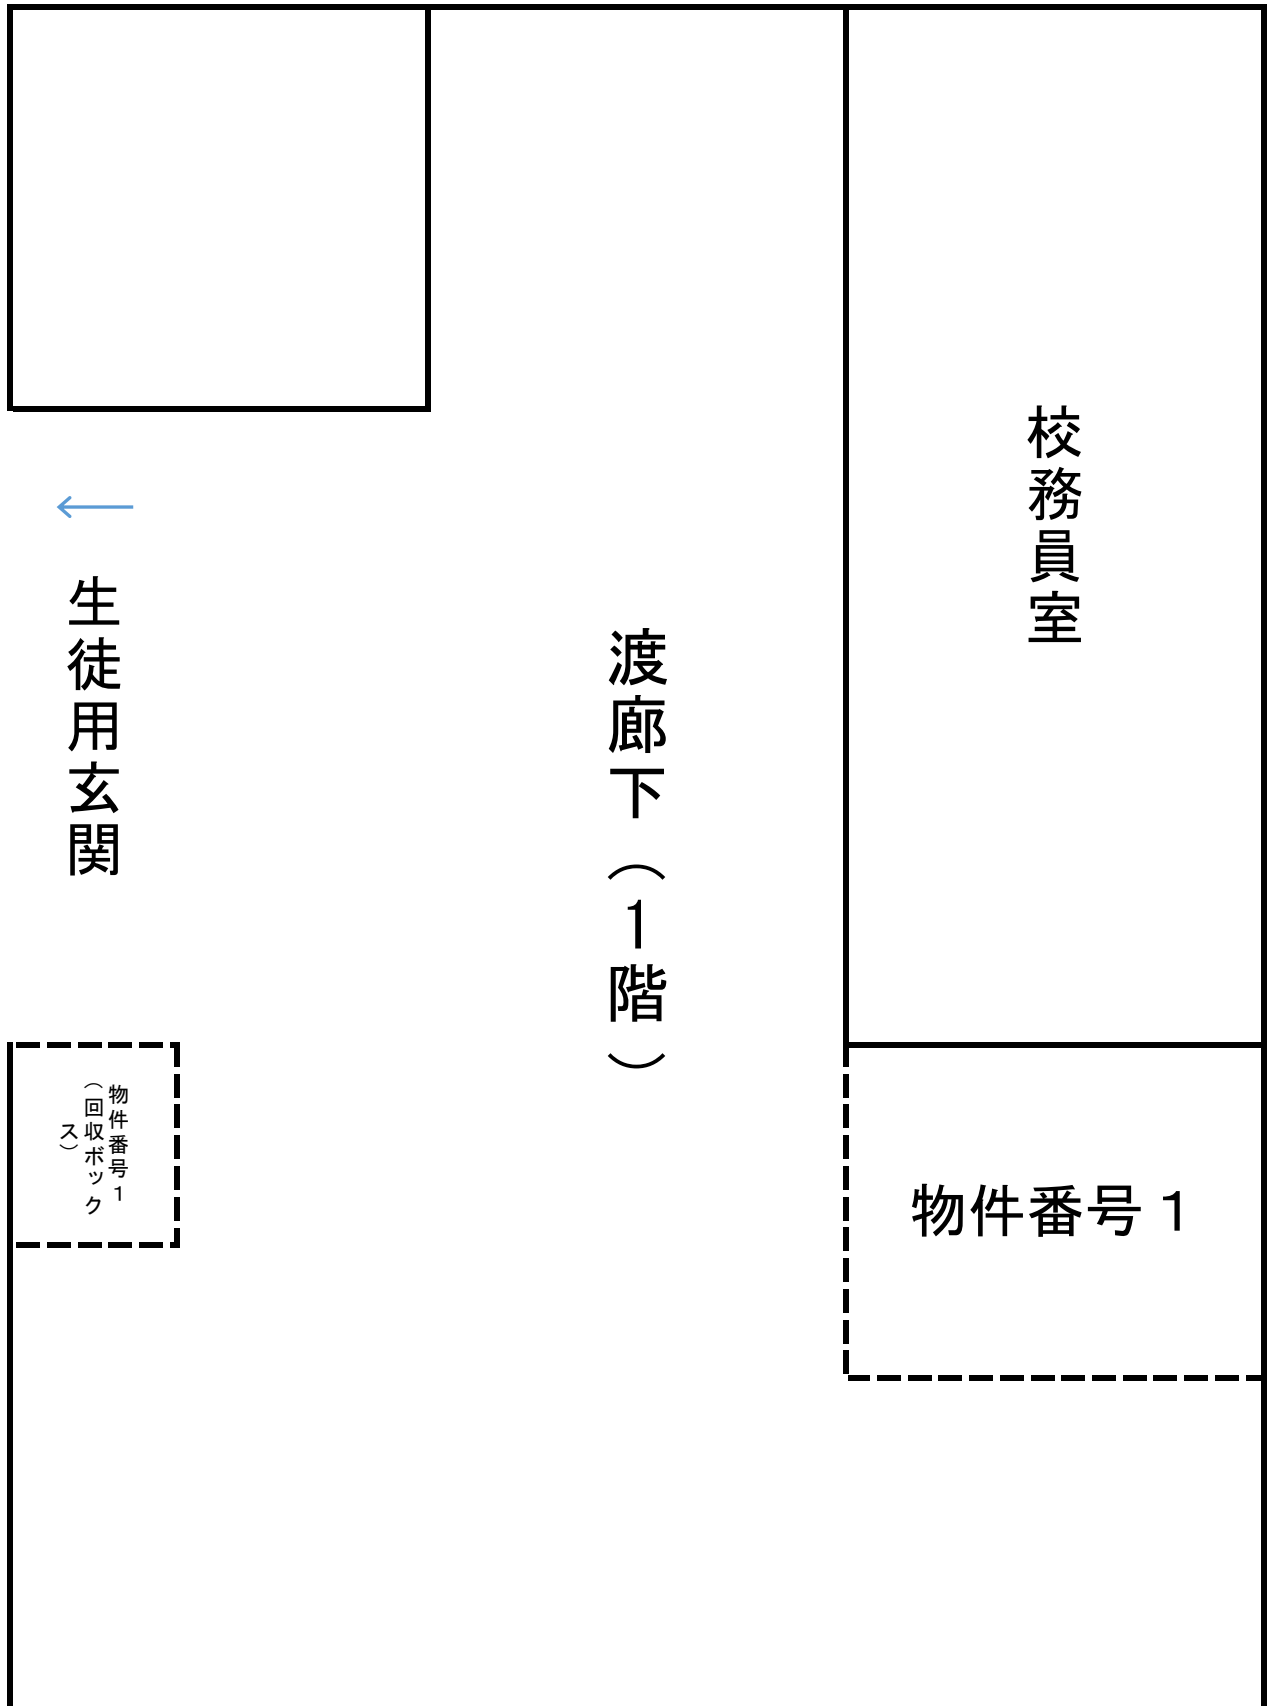 校務員室
渡廊下（１階）
生徒用玄関
物件番号１
（回収ボック
ス）
物件番号１